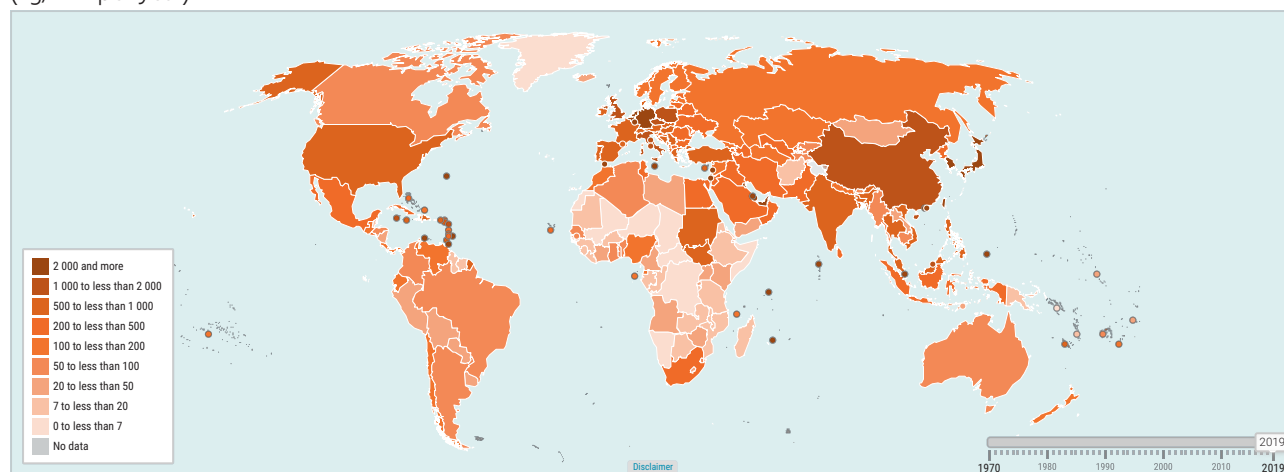 2 000 and more
1 000 to less than 2 000
500 to less than 1 000
200 to less than 500
100 to less than 200
50 to less than 100
20 to less than 50
7 to less than 20
0 to less than 7
No data
Disclaimer
2019
1970 1980 1990 2000 2010 2019